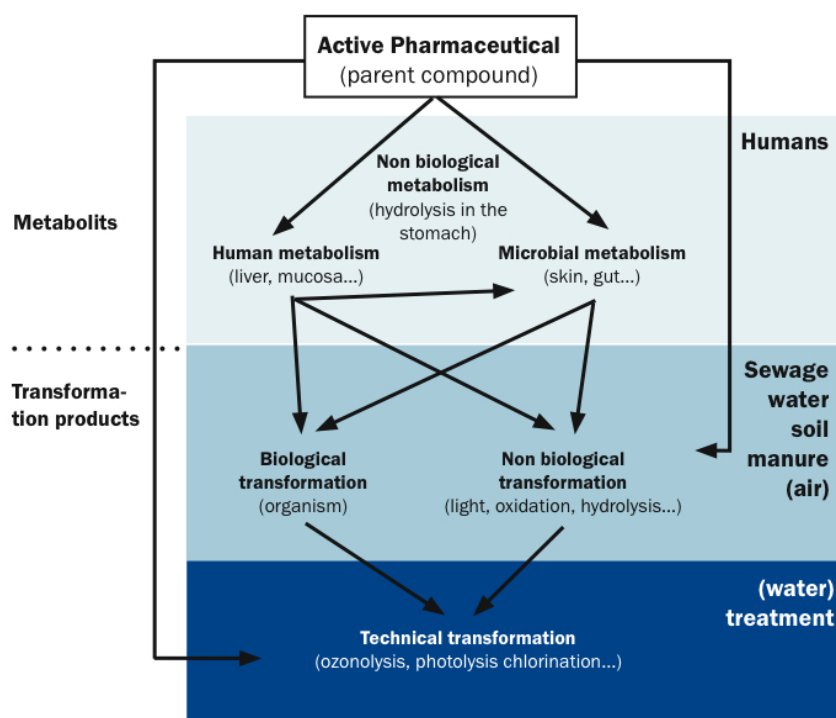 Active Pharmaceutical
(parent compound)
Humans
Non biological
metabolism
(hydrolysis in the
stomach)
Metabolits
Human metabolism
(liver, mucosa...)
Microbial metabolism
(skin, gut...)
Transforma-
tion products
Sewage
water
soil
manure
(air)
Biological
transformation
(organism)
Non biological
transformation
(light, oxidation, hydrolysis...)
(water)
treatment
Technical transformation
(ozonolysis, photolysis chlorination...)